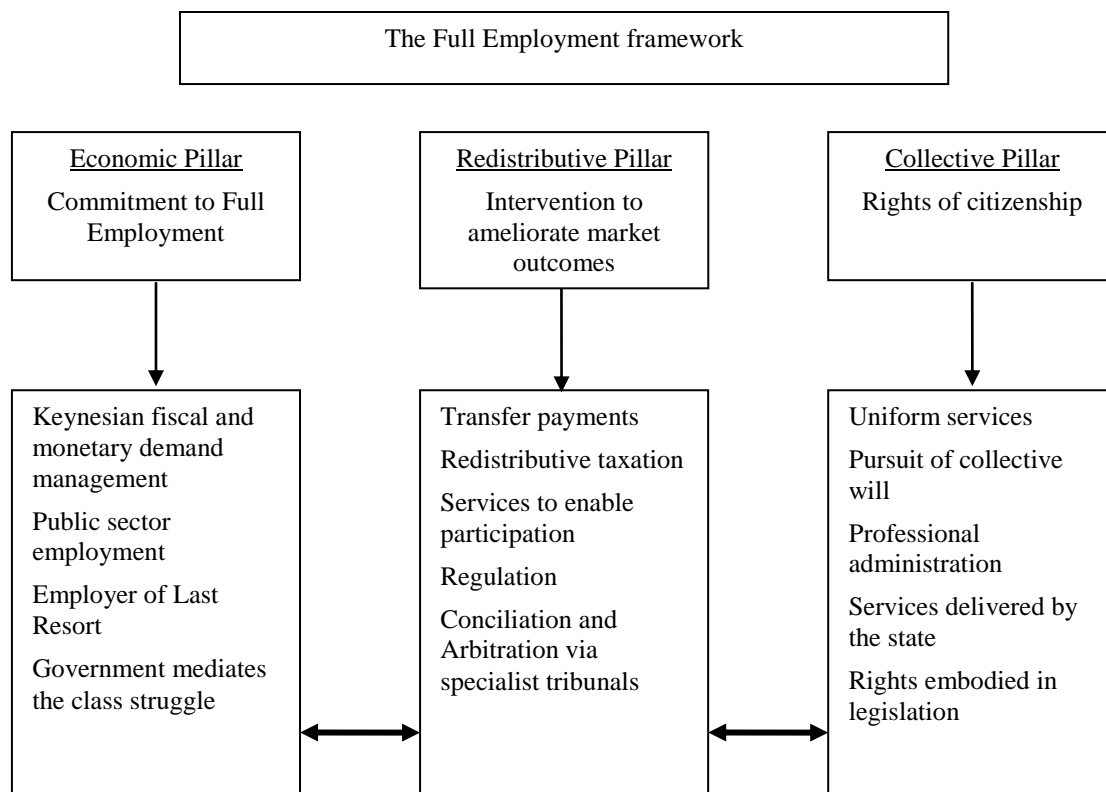 The Full Employment framework
Economic Pillar
Commitment to Full
Employment
Redistributive Pillar
Intervention to
ameliorate market
outcomes
Collective Pillar
Rights of citizenship
Keynesian fiscal and
monetary demand
management
Public sector
employment
Employer of Last
Resort
Government mediates
the class struggle
Transfer payments
Redistributive taxation
Services to enable
participation
Regulation
Conciliation and
Arbitration via
specialist tribunals
Uniform services
Pursuit of collective
will
Professional
administration
Services delivered by
the state
Rights embodied in
legislation